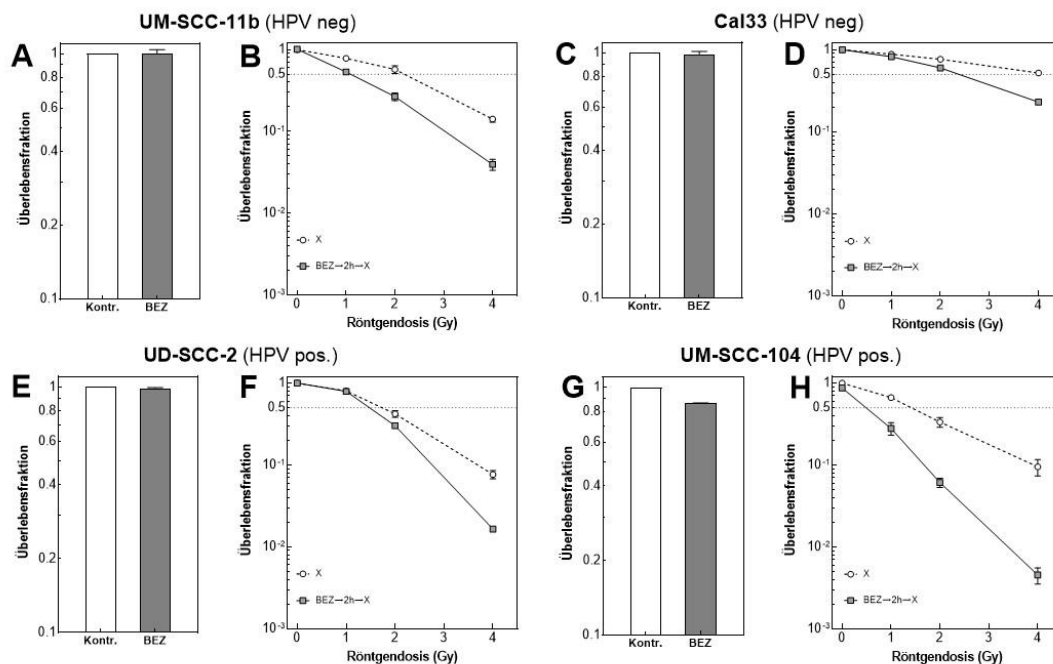 UM-SCC-11b (HPV neg)
Cal33 (HPV neg)
A
Überlebensfraktion
1
0.8
0.6
0.4
0.2
0.1
Kontr.
BEZ
B
Überlebensfraktion
1
0.5
10-1
10-2
10-3
X
BEZ→2h→X
0 1 2 3 4
Röntgendosis (Gy)
C
Überlebensfraktion
1
0.8
0.6
0.4
0.2
0.1
Kontr.
BEZ
D
Überlebensfraktion
1
0.5
10-1
10-2
10-3
X
BEZ→2h→X
0 1 2 3 4
Röntgendosis (Gy)
UD-SCC-2 (HPV pos.)
UM-SCC-104 (HPV pos.)
E
Überlebensfraktion
1
0.8
0.6
0.4
0.2
0.1
Kontr.
BEZ
F
Überlebensfraktion
1
0.5
10-1
10-2
10-3
X
BEZ→2h→X
0 1 2 3 4
Röntgendosis (Gy)
G
Überlebensfraktion
1
0.8
0.6
0.4
0.2
0.1
Kontr.
BEZ
H
Überlebensfraktion
1
0.5
10-1
10-2
10-3
X
BEZ→2h→X
0 1 2 3 4
Röntgendosis (Gy)